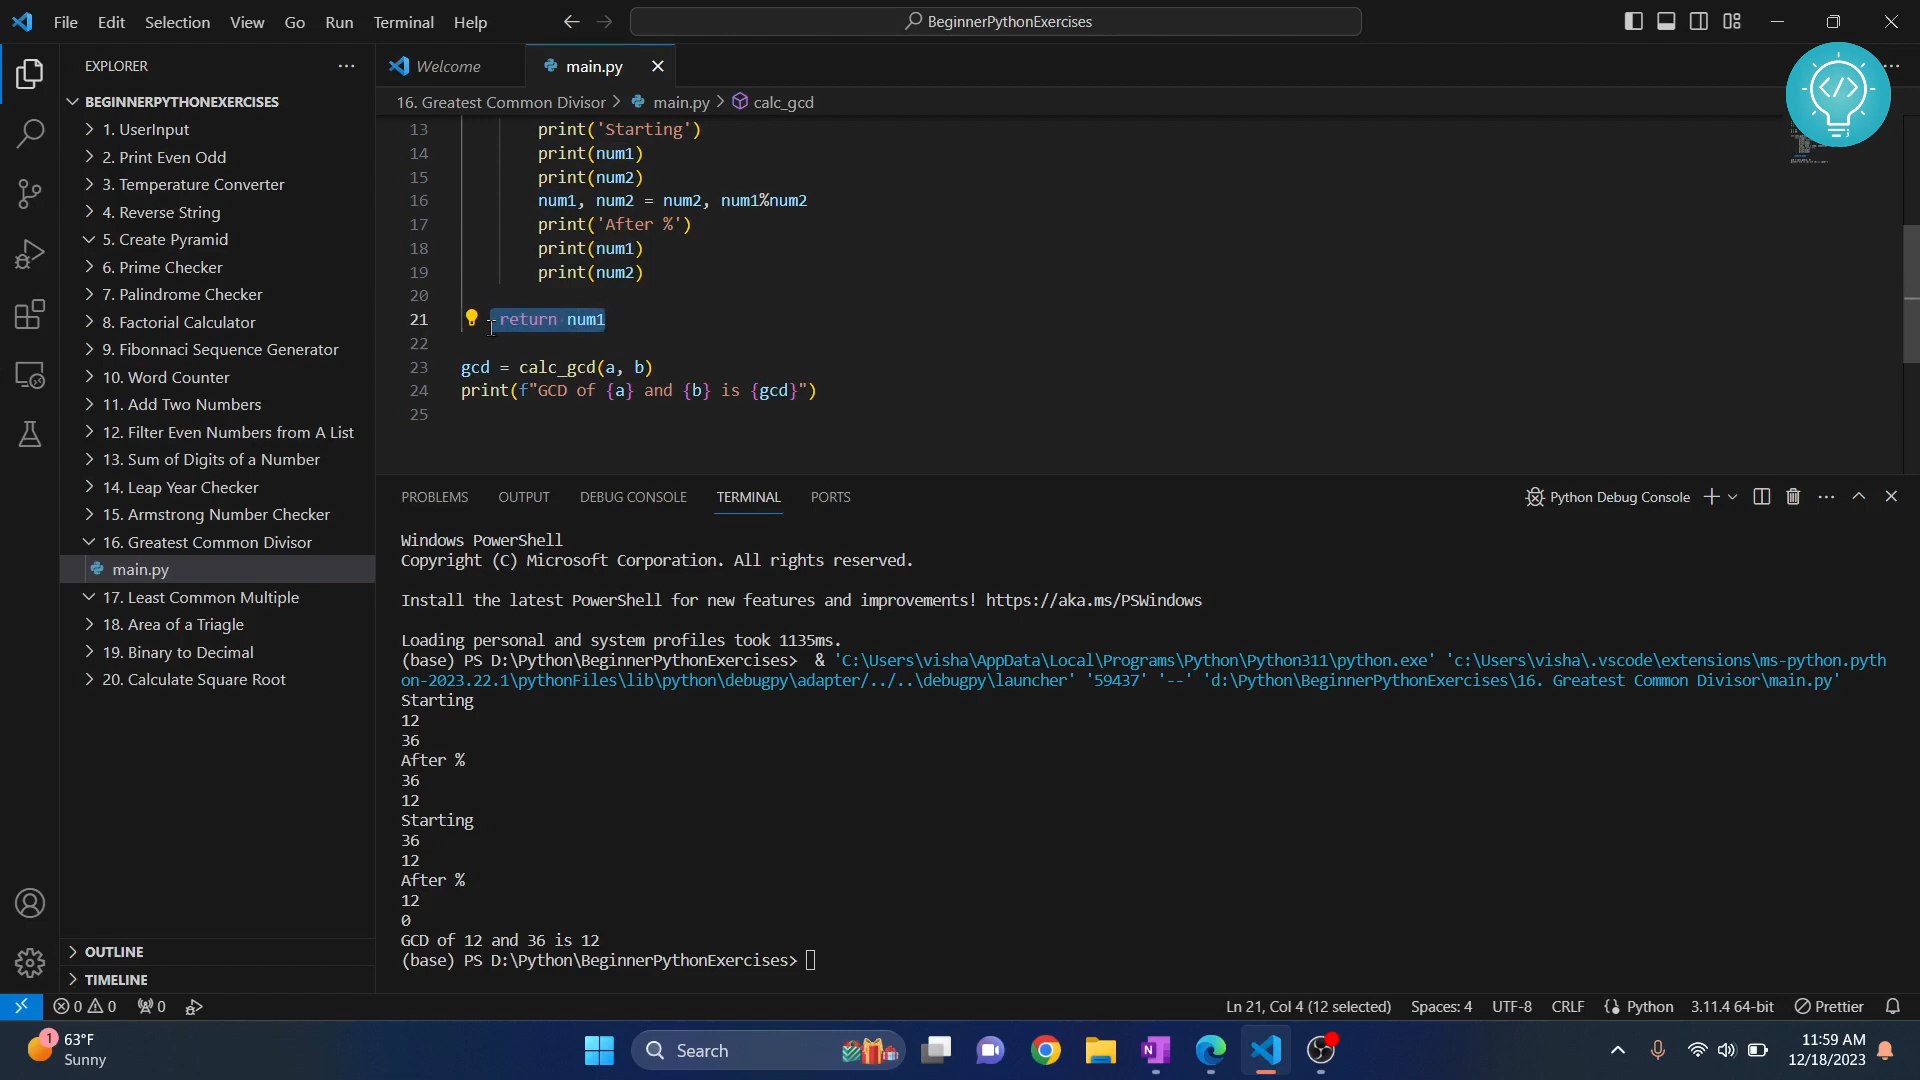 File Edit Selection View Go Run Terminal Help
BeginnerPythonExercises
EXPLORER
BEGINNERPYTHONEXERCISES
1. UserInput
2. Print Even Odd
3. Temperature Converter
4. Reverse String
5. Create Pyramid
6. Prime Checker
7. Palindrome Checker
8. Factorial Calculator
9. Fibonnaci Sequence Generator
10. Word Counter
11. Add Two Numbers
12. Filter Even Numbers from A List
13. Sum of Digits of a Number
14. Leap Year Checker
15. Armstrong Number Checker
16. Greatest Common Divisor
main.py
17. Least Common Multiple
18. Area of a Triagle
19. Binary to Decimal
20. Calculate Square Root
OUTLINE
TIMELINE
Welcome main.py
16. Greatest Common Divisor > main.py > calc_gcd
13 print('Starting')
14 print(num1)
15 print(num2)
16 num1, num2 = num2, num1%num2
17 print('After %')
18 print(num1)
19 print(num2)
20
21 return num1
22
23 gcd = calc_gcd(a, b)
24 print(f"GCD of {a} and {b} is {gcd}")
25
PROBLEMS OUTPUT DEBUG CONSOLE TERMINAL PORTS Python Debug Console
Windows PowerShell
Copyright (C) Microsoft Corporation. All rights reserved.
Install the latest PowerShell for new features and improvements! https://aka.ms/PSWindows
Loading personal and system profiles took 1135ms.
(base) PS D:\Python\BeginnerPythonExercises> & 'C:\Users\visha\AppData\Local\Programs\Python\Python311\python.exe' 'c:\Users\visha\.vscode\extensions\ms-python.pyth
on-2023.22.1\pythonFiles\lib\python\debugpy\adapter/../..\debugpy\launcher' '59437' '--' 'd:\Python\BeginnerPythonExercises\16. Greatest Common Divisor\main.py'
Starting
12
36
After %
36
12
Starting
36
12
After %
12
0
GCD of 12 and 36 is 12
(base) PS D:\Python\BeginnerPythonExercises>
0 0 0 Ln 21, Col 4 (12 selected) Spaces: 4 UTF-8 CRLF Python 3.11.4 64-bit Prettier
1 63°F
Sunny
Search
11:59 AM
12/18/2023